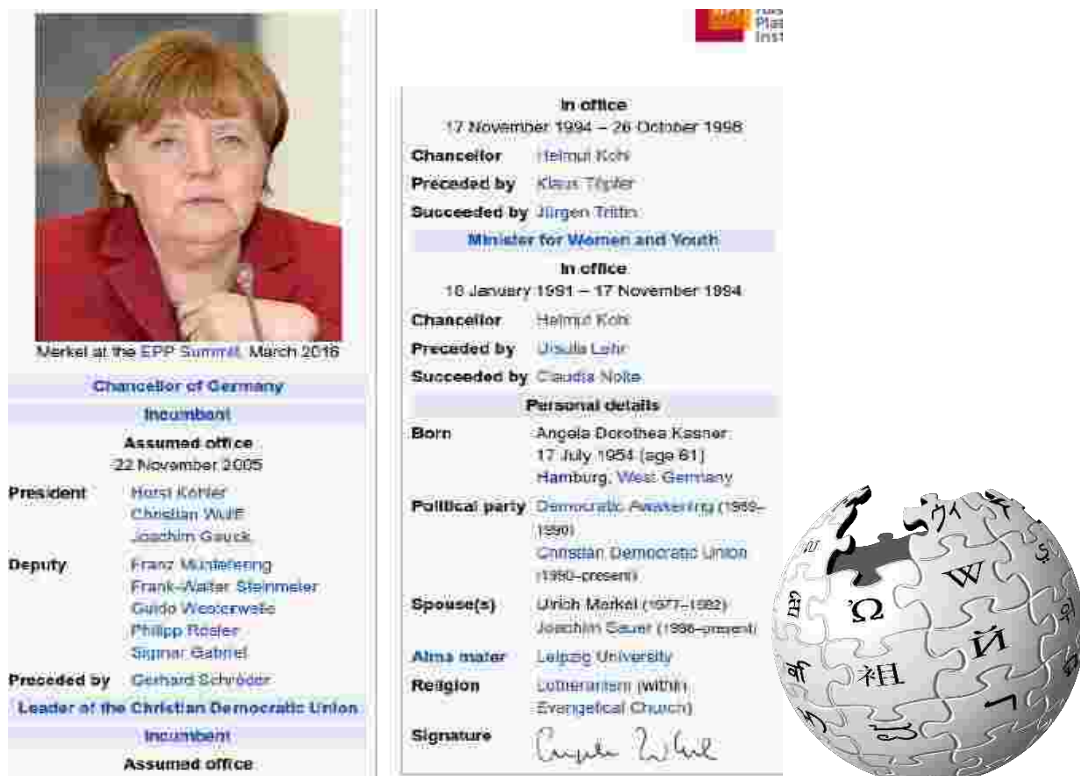 Merkel at the EPP Summit, March 2016
Chancellor of Germany
Incumbent
Assumed office
22 November 2005
President Horst Köhler
Christian Wulff
Joachim Gauck
Deputy Franz Müntefering
Frank-Walter Steinmeier
Guido Westerwelle
Philipp Rösler
Sigmar Gabriel
Preceded by Gerhard Schröder
Leader of the Christian Democratic Union
Incumbent
Assumed office
Inst
In office
17 November 1994 – 26 October 1998
Chancellor Helmut Kohl
Preceded by Klaus Töpfer
Succeeded by Jürgen Trittin
Minister for Women and Youth
In office
18 January 1991 – 17 November 1994
Chancellor Helmut Kohl
Preceded by Ursula Lehr
Succeeded by Claudia Nolte
Personal details
Born Angela Dorothea Kasner
17 July 1954 (age 61)
Hamburg, West Germany
Political party Democratic Awakening (1989–
1990)
Christian Democratic Union
(1990–present)
Spouse(s) Ulrich Merkel (1977–1982)
Joachim Sauer (1998–present)
Alma mater Leipzig University
Religion Lutheranism (within
Evangelical Church)
Signature
Ω
W
ウィ
И
祖